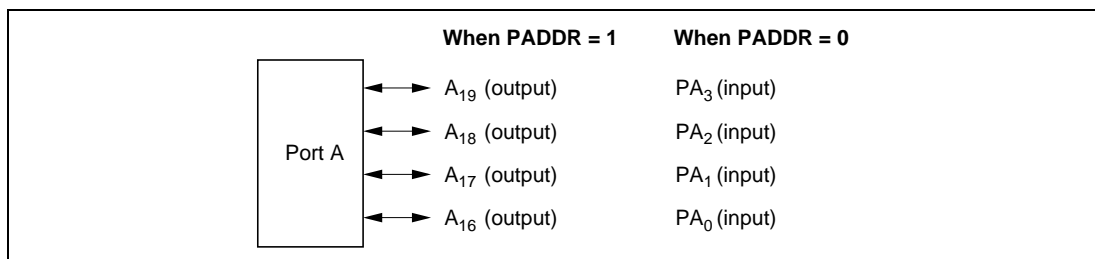 When PADDR = 1 When PADDR = 0
A19 (output) PA3 (input)
A18 (output) PA2 (input)
Port A
A17 (output) PA1 (input)
A16 (output) PA0 (input)